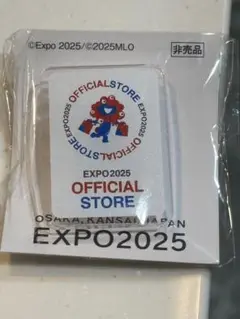 ©Expo 2025/©2025MLO
非売品
OFFICIALSTORE EXPO2025 OFFICIALSTORE EXPO2025
EXPO2025
OFFICIAL
STORE
OSAKA, KANSAI, JAPAN
EXPO2025